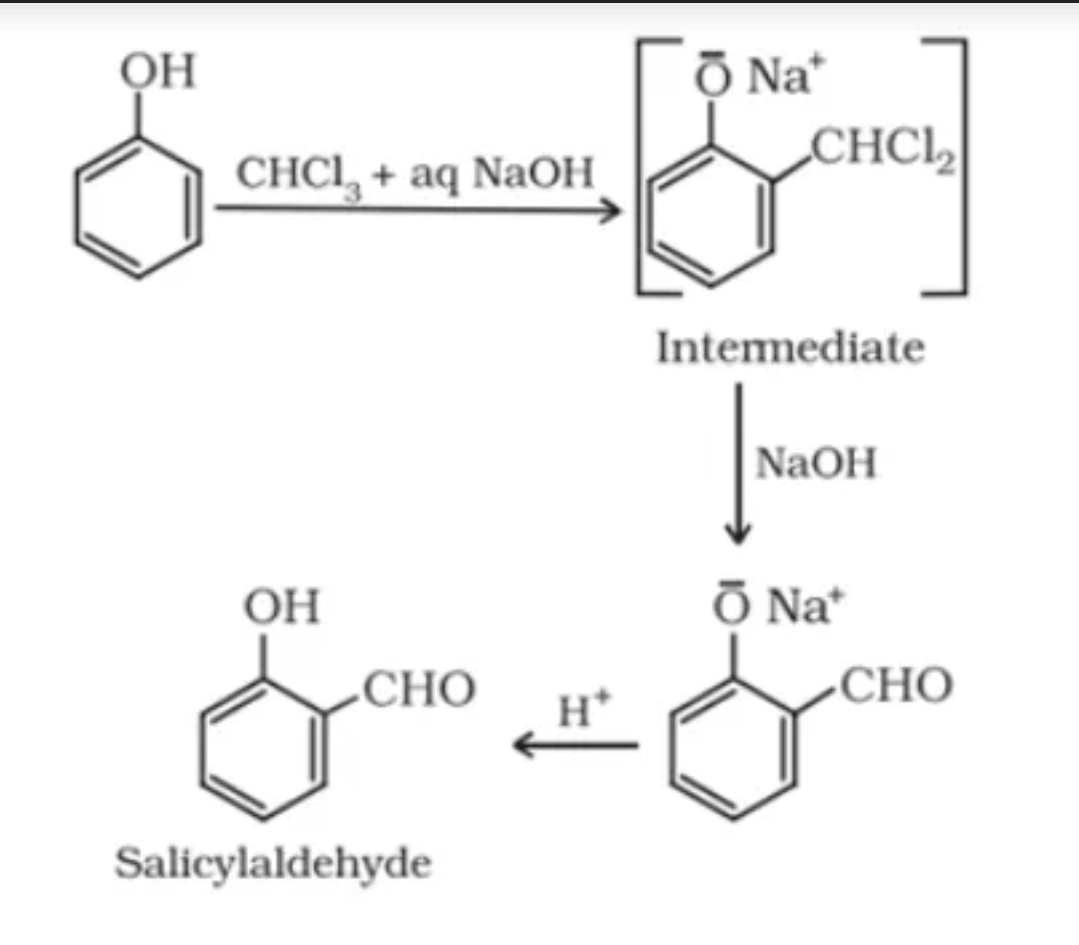 OH
CHCl₃ + aq NaOH
Ō Na⁺
CHCl₂
Intermediate
NaOH
Ō Na⁺
CHO
H⁺
OH
CHO
Salicylaldehyde